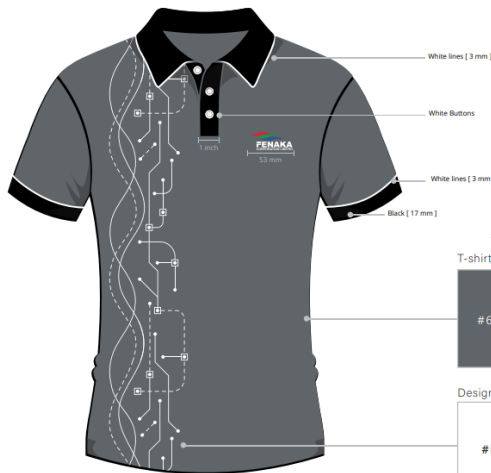 White lines [ 3 mm ]
White Buttons
1 inch
FENAKA
53 mm
White lines [ 3 mm
Black [ 17 mm ]
T-shirt
#6
Design
#